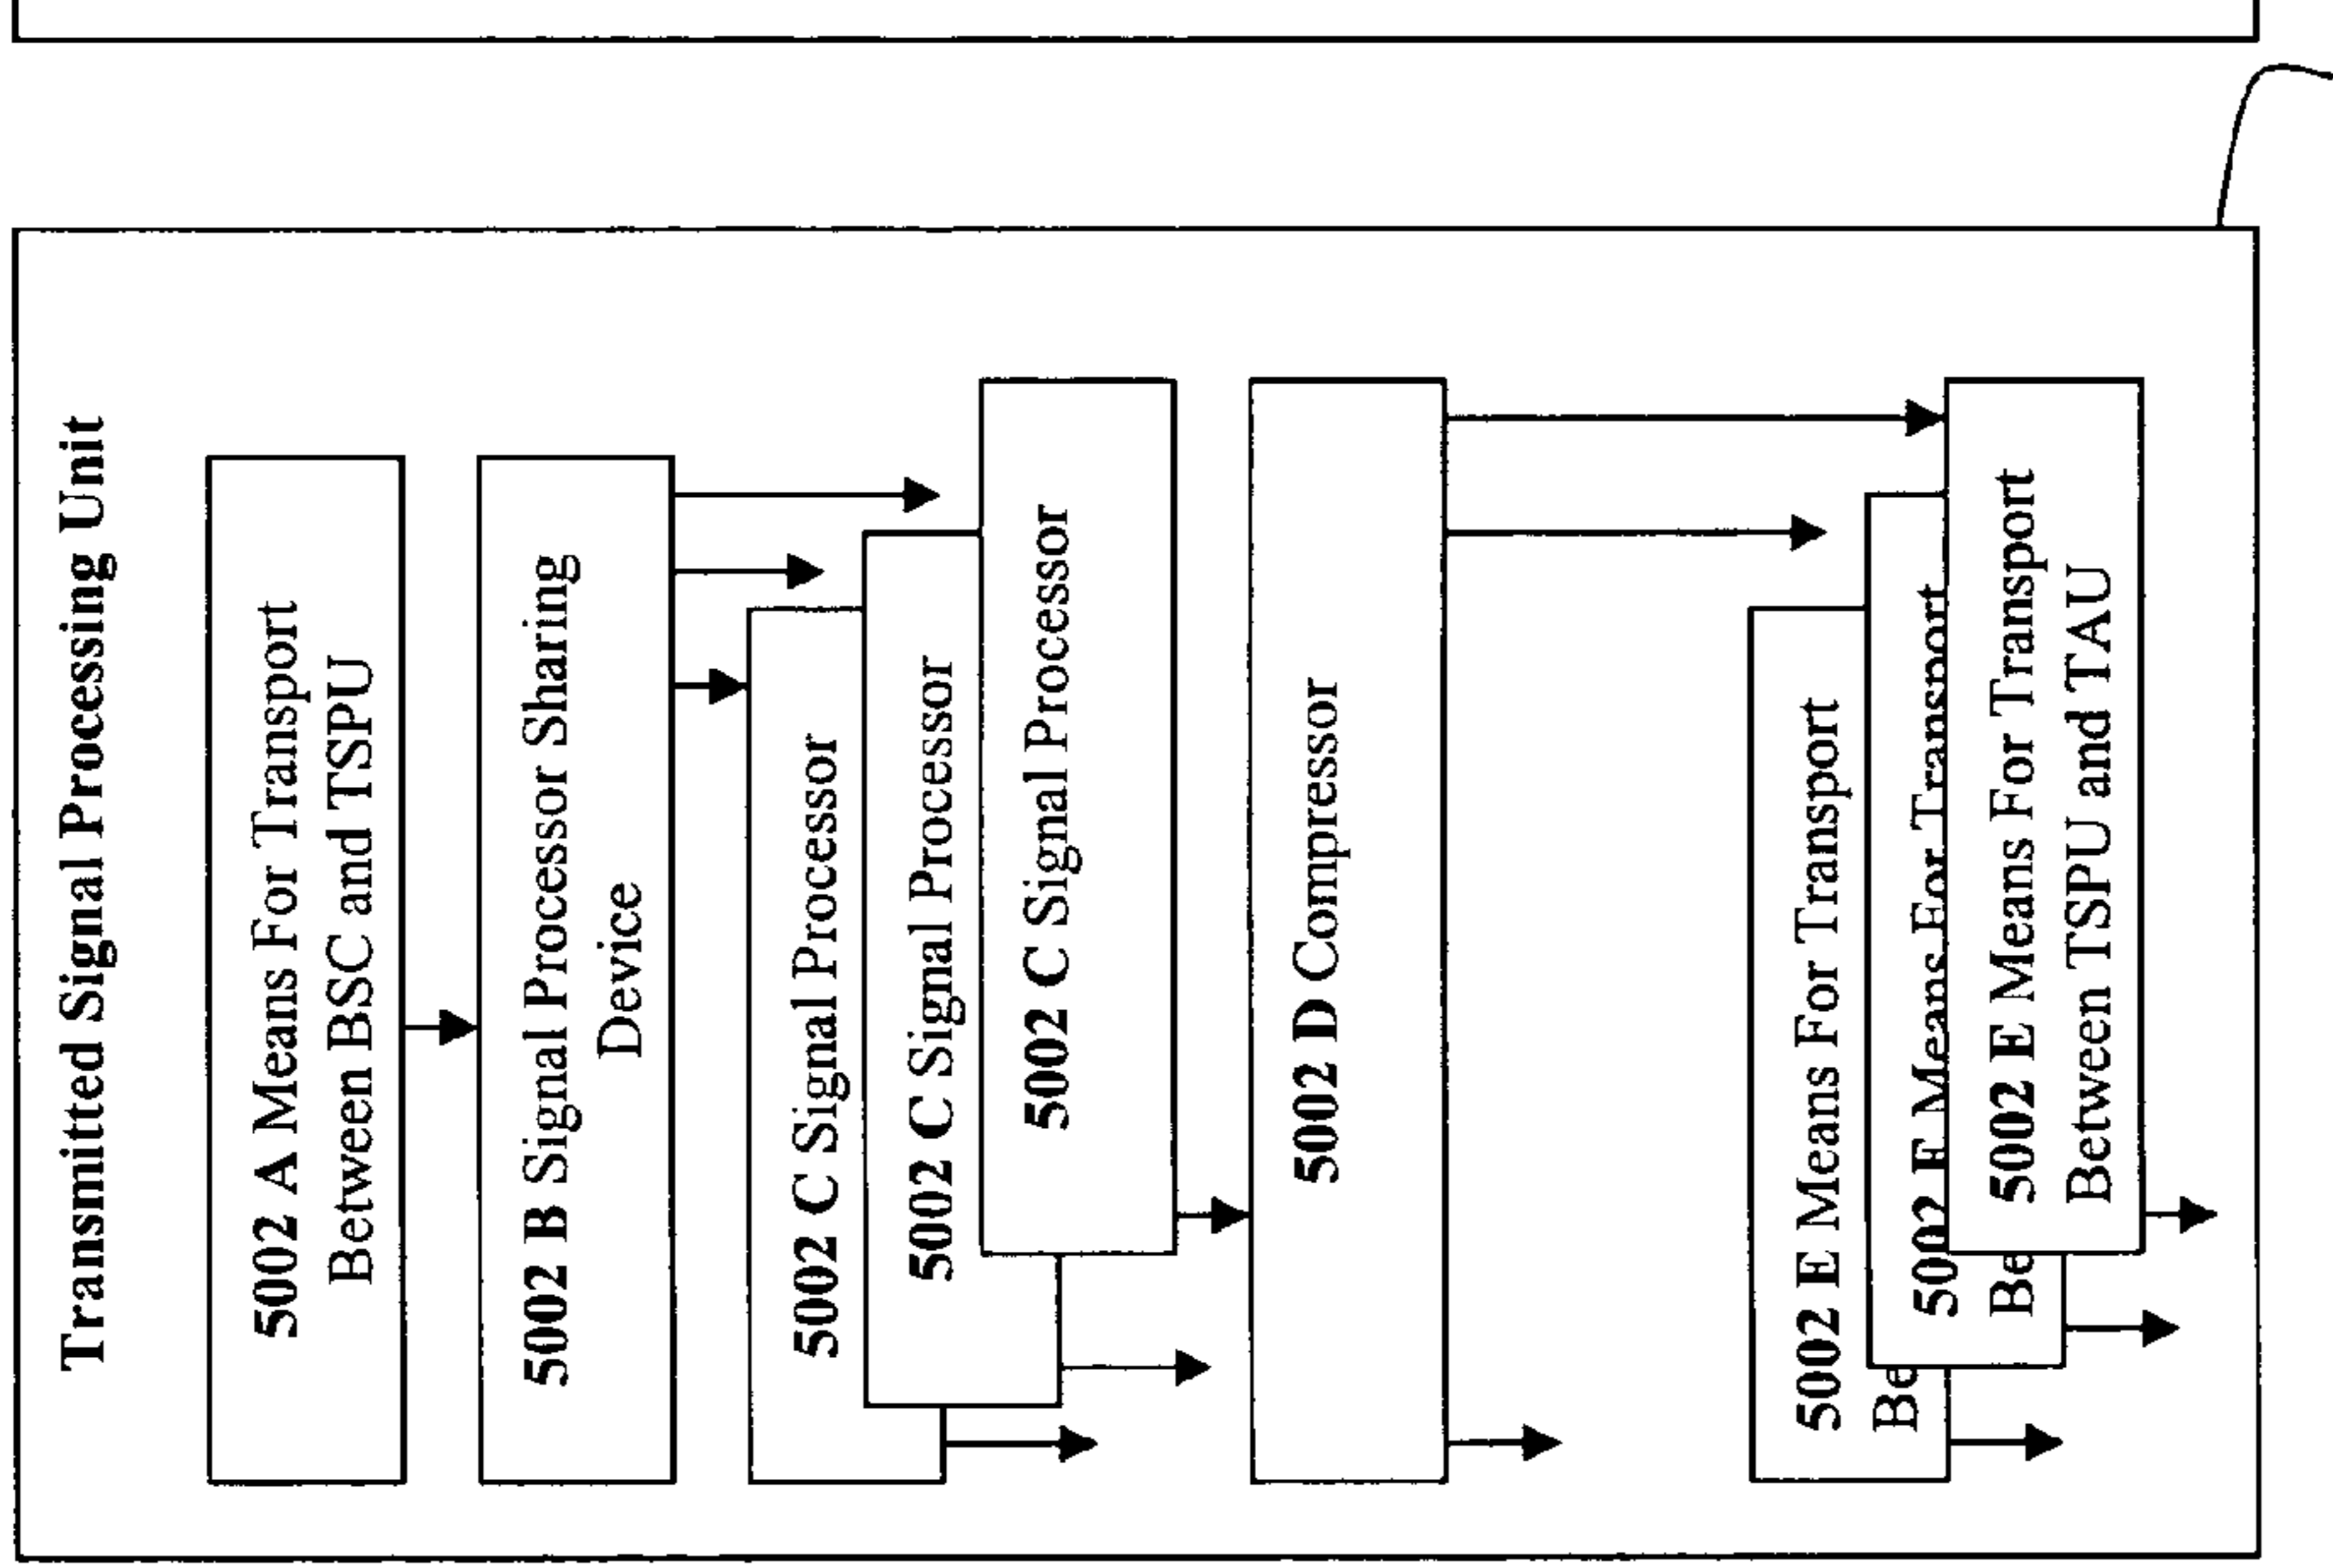 Transmitted Signal Processing Unit
5002 A Means For Transport
Between BSC and TSPU
5002 B Signal Processor Sharing
Device
5002 C Signal Processor
5002 C Signal Processor
5002 C Signal Processor
5002 D Compressor
5002 E Means For Transport
Be
5002 E Means For Transport
Be
5002 E Means For Transport
Between TSPU and TAU